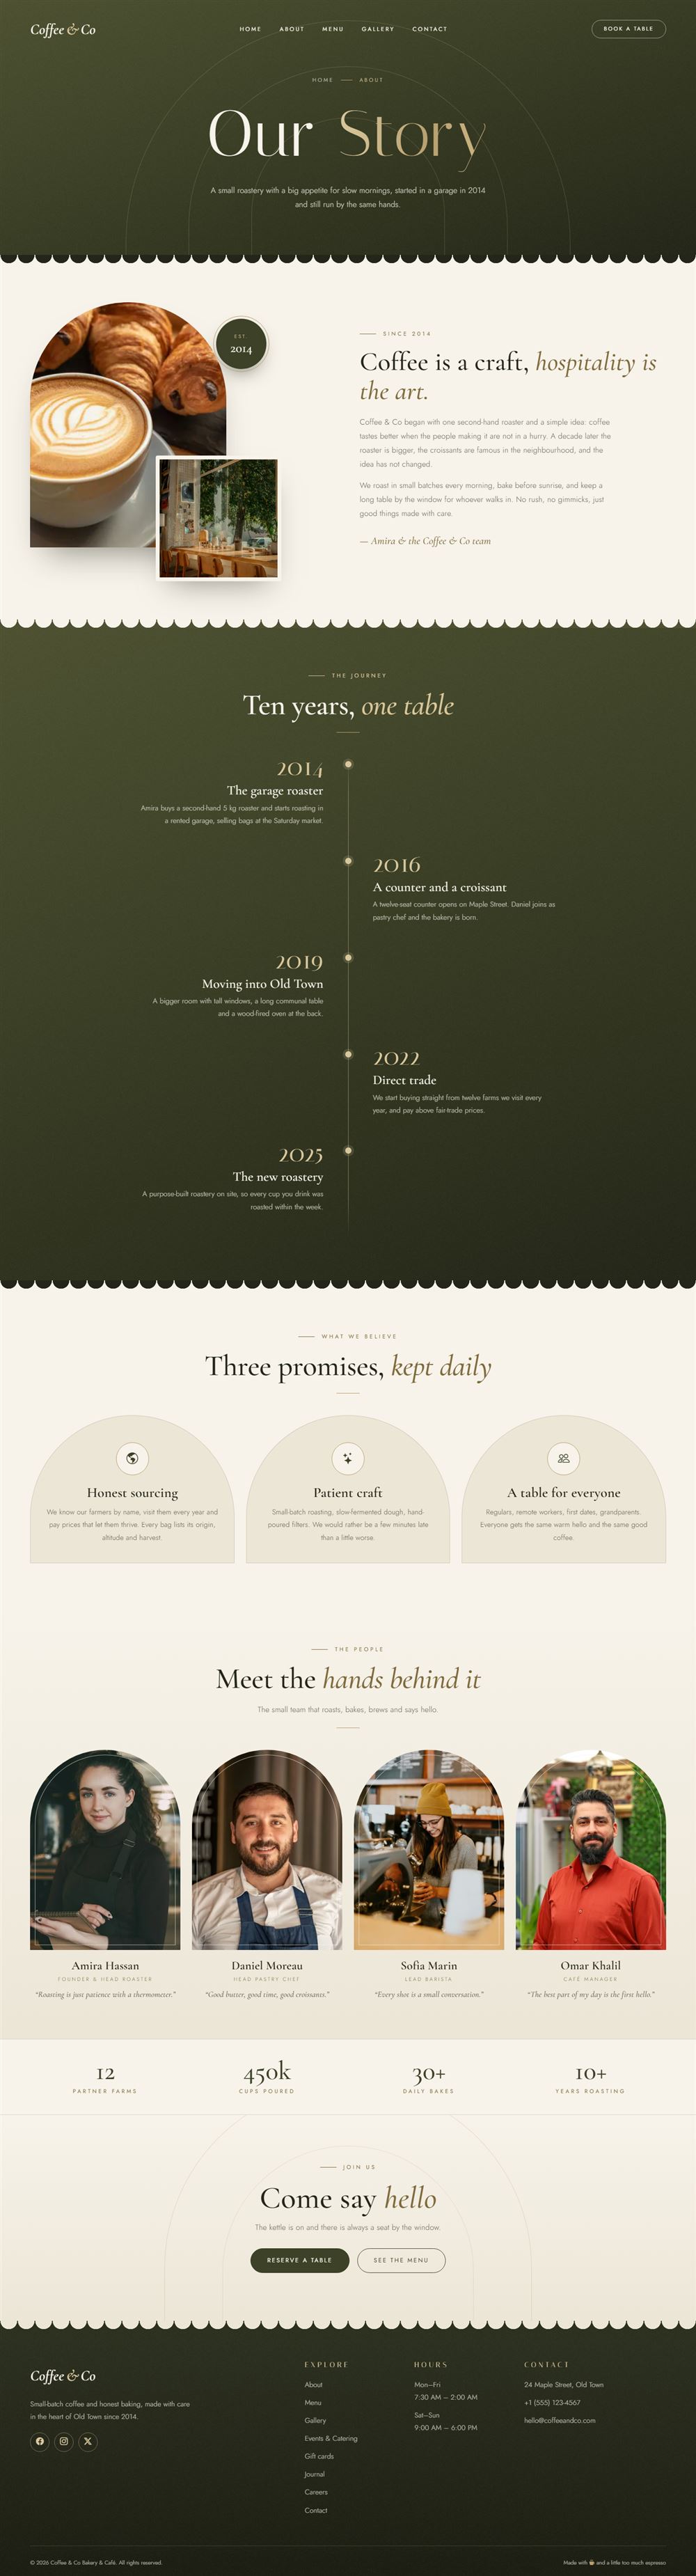 Coffee & Co
HOME ABOUT MENU GALLERY CONTACT
BOOK A TABLE
HOME — ABOUT
Our Story
A small roastery with a big appetite for slow mornings, started in a garage in 2014
and still run by the same hands.
EST.
2014
SINCE 2014
Coffee is a craft, hospitality is
the art.
Coffee & Co began with one second-hand roaster and a simple idea: coffee
tastes better when the people making it are not in a hurry. A decade later the
roaster is bigger, the croissants are famous in the neighbourhood, and the
idea has not changed.
We roast in small batches every morning, bake before sunrise, and keep a
long table by the window for whoever walks in. No rush, no gimmicks, just
good things made with care.
— Amira & the Coffee & Co team
THE JOURNEY
Ten years, one table
2014
The garage roaster
Amira buys a second-hand 5 kg roaster and starts roasting in
a rented garage, selling bags at the Saturday market.
2016
A counter and a croissant
A twelve-seat counter opens on Maple Street. Daniel joins as
pastry chef and the bakery is born.
2019
Moving into Old Town
A bigger room with tall windows, a long communal table
and a wood-fired oven at the back.
2022
Direct trade
We start buying straight from twelve farms we visit every
year, and pay above fair-trade prices.
2025
The new roastery
A purpose-built roastery on site, so every cup you drink was
roasted within the week.
WHAT WE BELIEVE
Three promises, kept daily
Honest sourcing
We know our farmers by name, visit them every year and
pay prices that let them thrive. Every bag lists its origin,
altitude and harvest.
Patient craft
Small-batch roasting, slow-fermented dough, hand-
poured filters. We would rather be a few minutes late
than a little worse.
A table for everyone
Regulars, remote workers, first dates, grandparents.
Everyone gets the same warm hello and the same good
coffee.
THE PEOPLE
Meet the hands behind it
The small team that roasts, bakes, brews and says hello.
Amira Hassan
FOUNDER & HEAD ROASTER
“Roasting is just patience with a thermometer.”
Daniel Moreau
HEAD PASTRY CHEF
“Good butter, good time, good croissants.”
Sofia Marin
LEAD BARISTA
“Every shot is a small conversation.”
Omar Khalil
CAFÉ MANAGER
“The best part of my day is the first hello.”
12
PARTNER FARMS
450k
CUPS POURED
30+
DAILY BAKES
10+
YEARS ROASTING
JOIN US
Come say hello
The kettle is on and there is always a seat by the window.
RESERVE A TABLE
SEE THE MENU
Coffee & Co
Small-batch coffee and honest baking, made with care
in the heart of Old Town since 2014.
EXPLORE
About
Menu
Gallery
Events & Catering
Gift cards
Journal
Careers
Contact
HOURS
Mon–Fri
7:30 AM – 2:00 AM
Sat–Sun
9:00 AM – 6:00 PM
CONTACT
24 Maple Street, Old Town
+1 (555) 123-4567
hello@coffeeandco.com
© 2026 Coffee & Co Bakery & Café. All rights reserved.
Made with ☕ and a little too much espresso